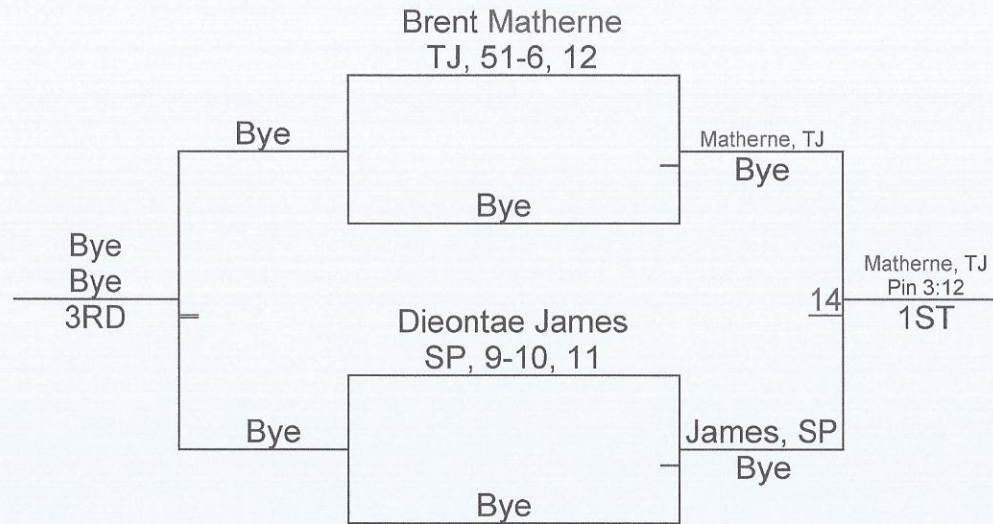 Brent Matherne
TJ, 51-6, 12
Bye
Matherne, TJ
Bye
Bye
Bye
Bye
3RD
Matherne, TJ
Pin 3:12
14
1ST
Dieontae James
SP, 9-10, 11
Bye
James, SP
Bye
Bye